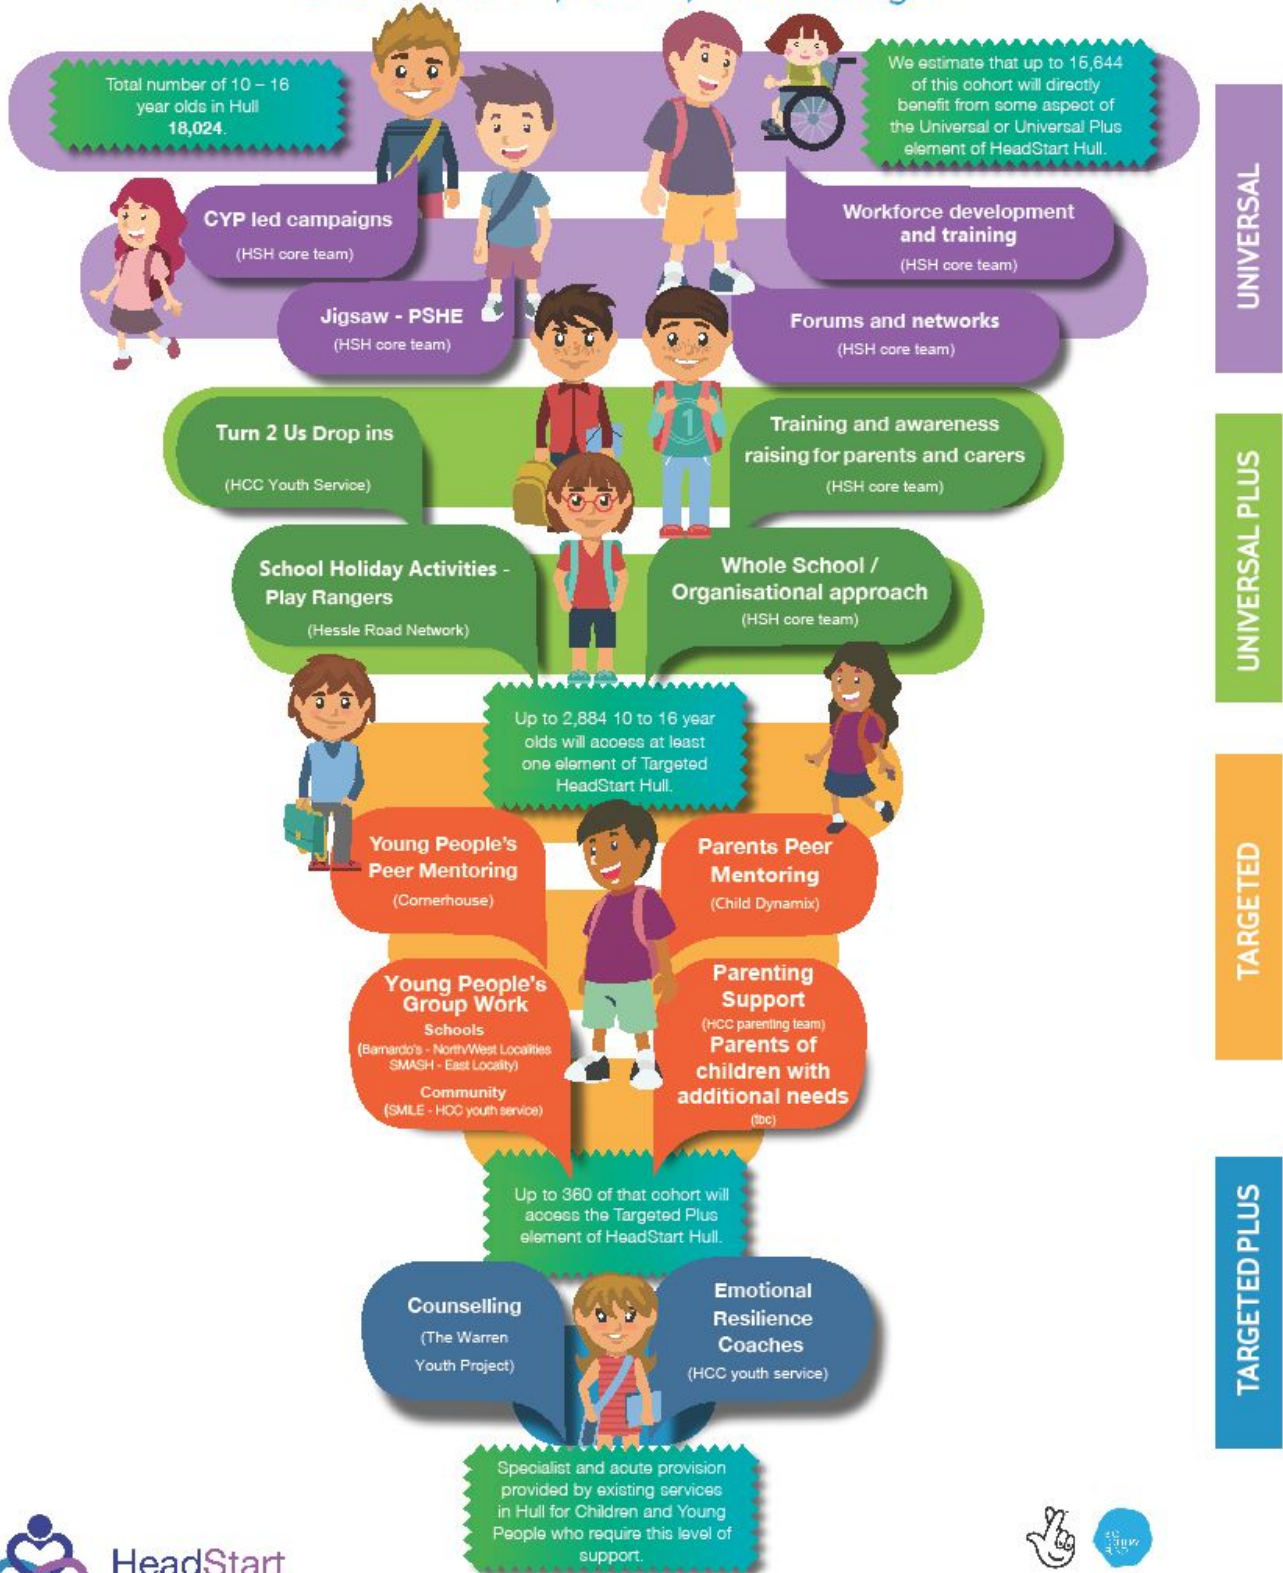 Total number of 10 – 16
year olds in Hull
18,024.
We estimate that up to 15,644
of this cohort will directly
benefit from some aspect of
the Universal or Universal Plus
element of HeadStart Hull.
UNIVERSAL
CYP led campaigns
(HSH core team)
Workforce development
and training
(HSH core team)
Jigsaw - PSHE
(HSH core team)
Forums and networks
(HSH core team)
UNIVERSAL PLUS
Turn 2 Us Drop ins
(HCC Youth Service)
Training and awareness
raising for parents and carers
(HSH core team)
1
School Holiday Activities -
Play Rangers
(Hessle Road Network)
Whole School /
Organisational approach
(HSH core team)
Up to 2,884 10 to 16 year
olds will access at least
one element of Targeted
HeadStart Hull.
TARGETED
Young People's
Peer Mentoring
(Cornerhouse)
Parents Peer
Mentoring
(Child Dynamix)
Young People's
Group Work
Schools
(Barnardo's - North/West Localities
SMASH - East Locality)
Community
(SMILE - HCC youth service)
Parenting
Support
(HCC parenting team)
Parents of
children with
additional needs
(tbc)
Up to 360 of that cohort will
access the Targeted Plus
element of HeadStart Hull.
TARGETED PLUS
Counselling
(The Warren
Youth Project)
Emotional
Resilience
Coaches
(HCC youth service)
Specialist and acute provision
provided by existing services
in Hull for Children and Young
People who require this level of
support.
HeadStart